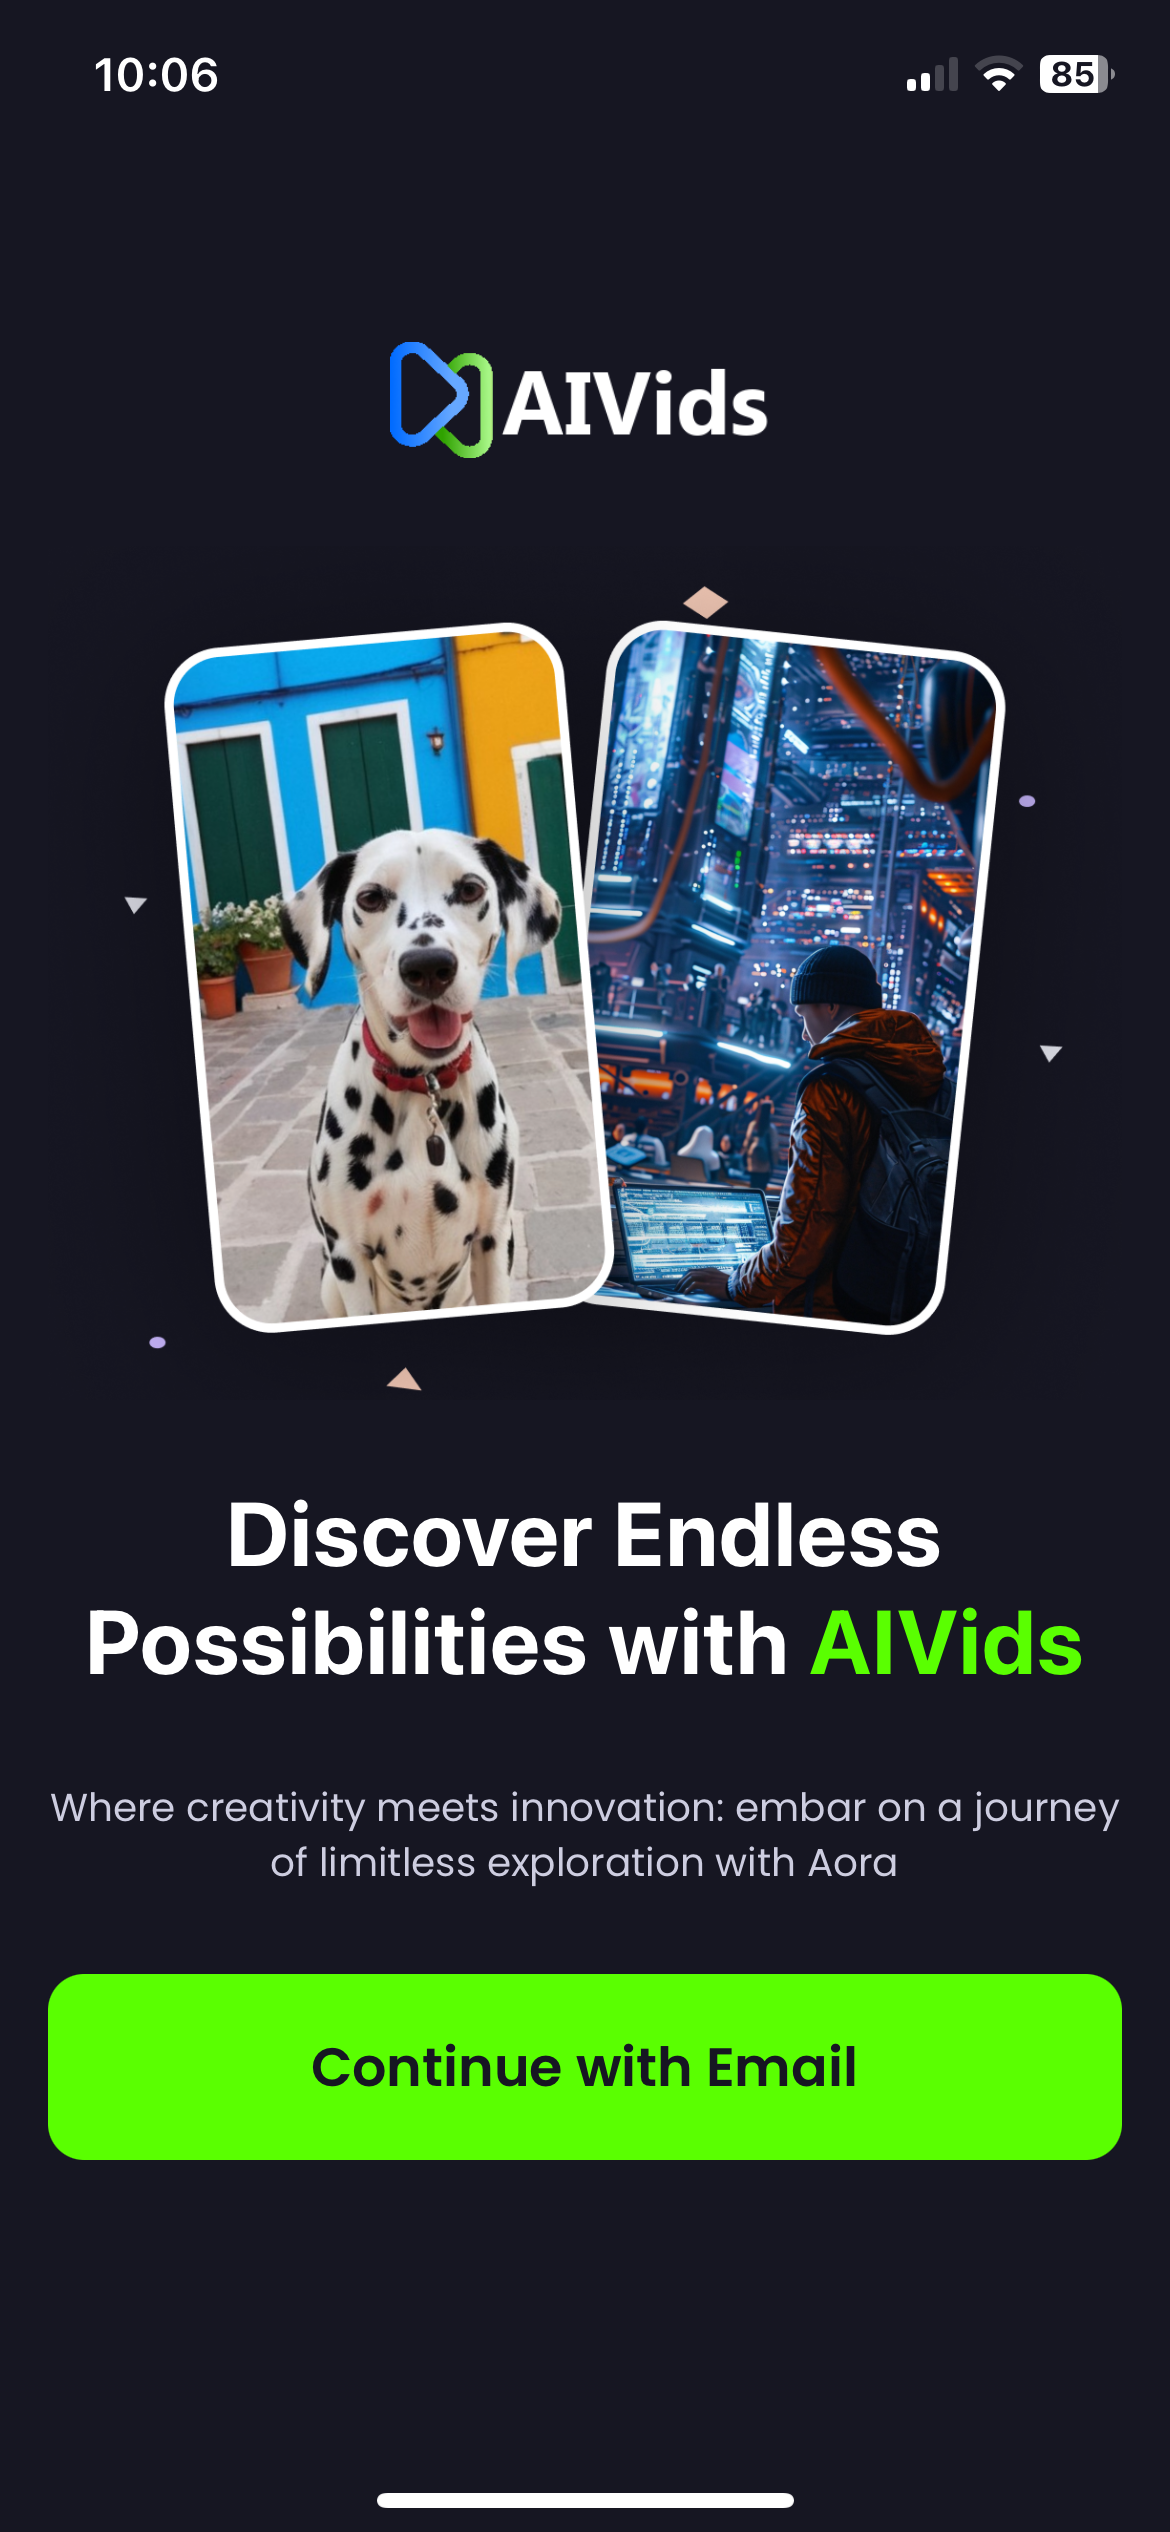 10:06
85
AIVids
Discover Endless
Possibilities with AIVids
Where creativity meets innovation: embar on a journey
of limitless exploration with Aora
Continue with Email